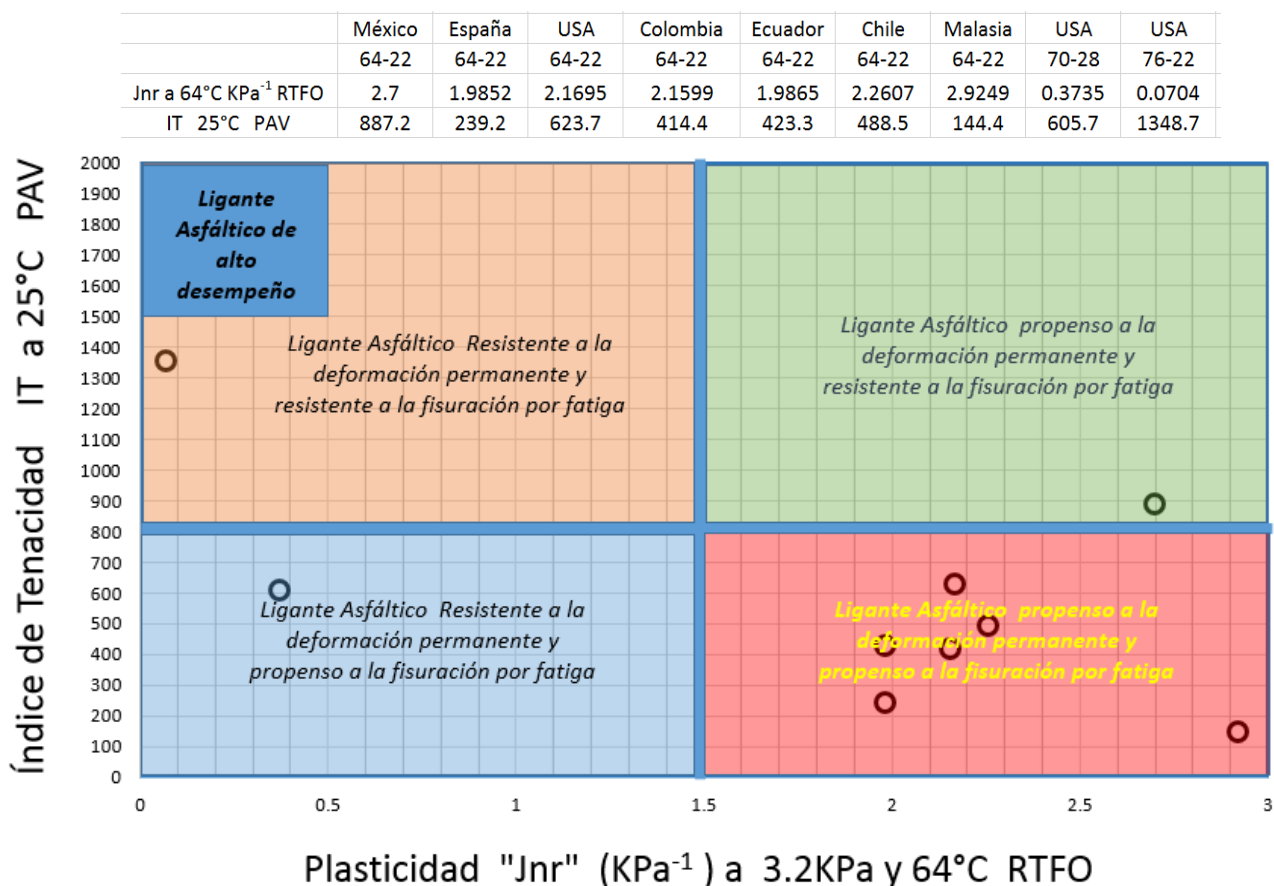 México España USA Colombia Ecuador Chile Malasia USA USA
64-22 64-22 64-22 64-22 64-22 64-22 64-22 70-28 76-22
Jnr a 64°C KPa⁻¹ RTFO 2.7 1.9852 2.1695 2.1599 1.9865 2.2607 2.9249 0.3735 0.0704
IT 25°C PAV 887.2 239.2 623.7 414.4 423.3 488.5 144.4 605.7 1348.7
Índice de Tenacidad IT a 25°C PAV
2000
1900
1800
1700
1600
1500
1400
1300
1200
1100
1000
900
800
700
600
500
400
300
200
100
0
Ligante
Asfáltico de
alto
desempeño
Ligante Asfáltico Resistente a la
deformación permanente y
resistente a la fisuración por fatiga
Ligante Asfáltico propenso a la
deformación permanente y
resistente a la fisuración por fatiga
Ligante Asfáltico Resistente a la
deformación permanente y
propenso a la fisuración por fatiga
Ligante Asfáltico propenso a la
deformación permanente y
propenso a la fisuración por fatiga
0 0.5 1 1.5 2 2.5 3
Plasticidad "Jnr" (KPa⁻¹ ) a 3.2KPa y 64°C RTFO